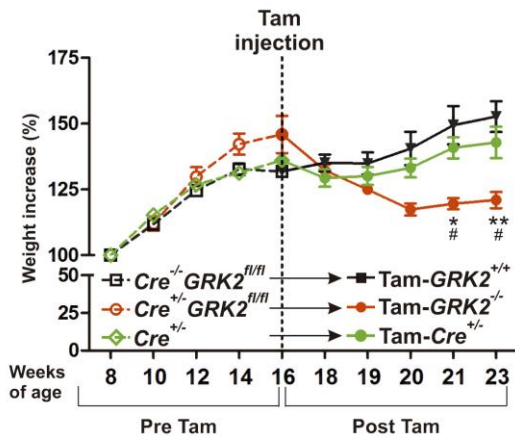 Tam
injection
Weight increase (%)
175
150
125
100
50
25
0
Cre-/-GRK2fl/fl Tam-GRK2+/+
Cre+/-GRK2fl/fl Tam-GRK2-/-
Cre+/- Tam-Cre+/-
* **
# #
Weeks
of age
8 10 12 14 16 18 19 20 21 23
Pre Tam Post Tam